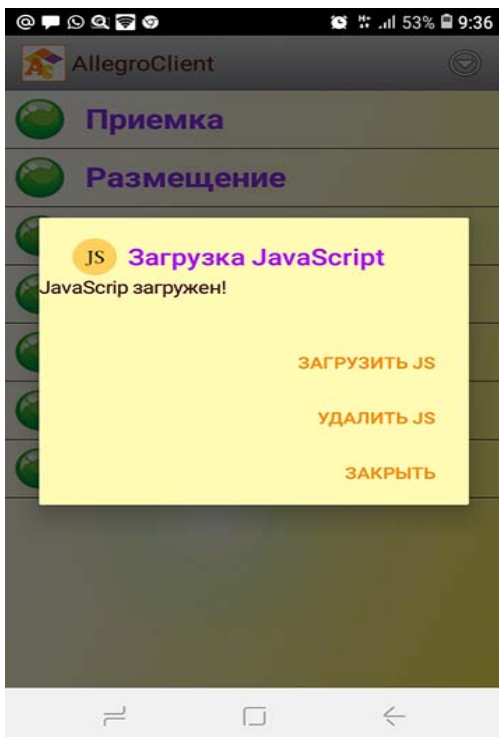 53% 9:36
AllegroClient
Приемка
Размещение
JS Загрузка JavaScript
JavaScrip загружен!
ЗАГРУЗИТЬ JS
УДАЛИТЬ JS
ЗАКРЫТЬ